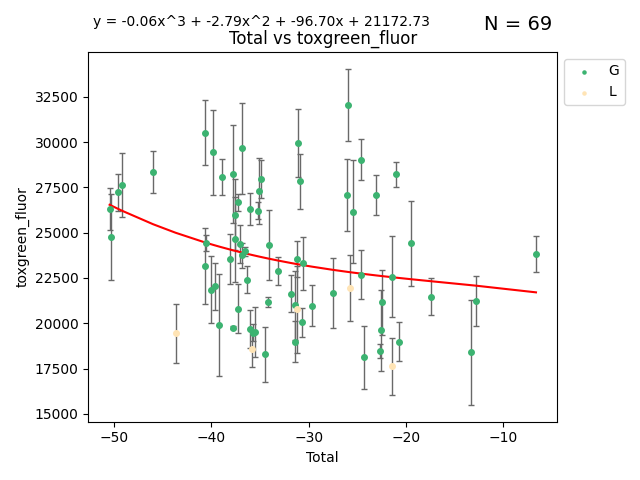 y = -0.06x^3 + -2.79x^2 + -96.70x + 21172.73
N = 69
Total vs toxgreen_fluor
G
L
32500
30000
27500
25000
22500
20000
17500
15000
toxgreen_fluor
−50
−40
−30
−20
−10
Total